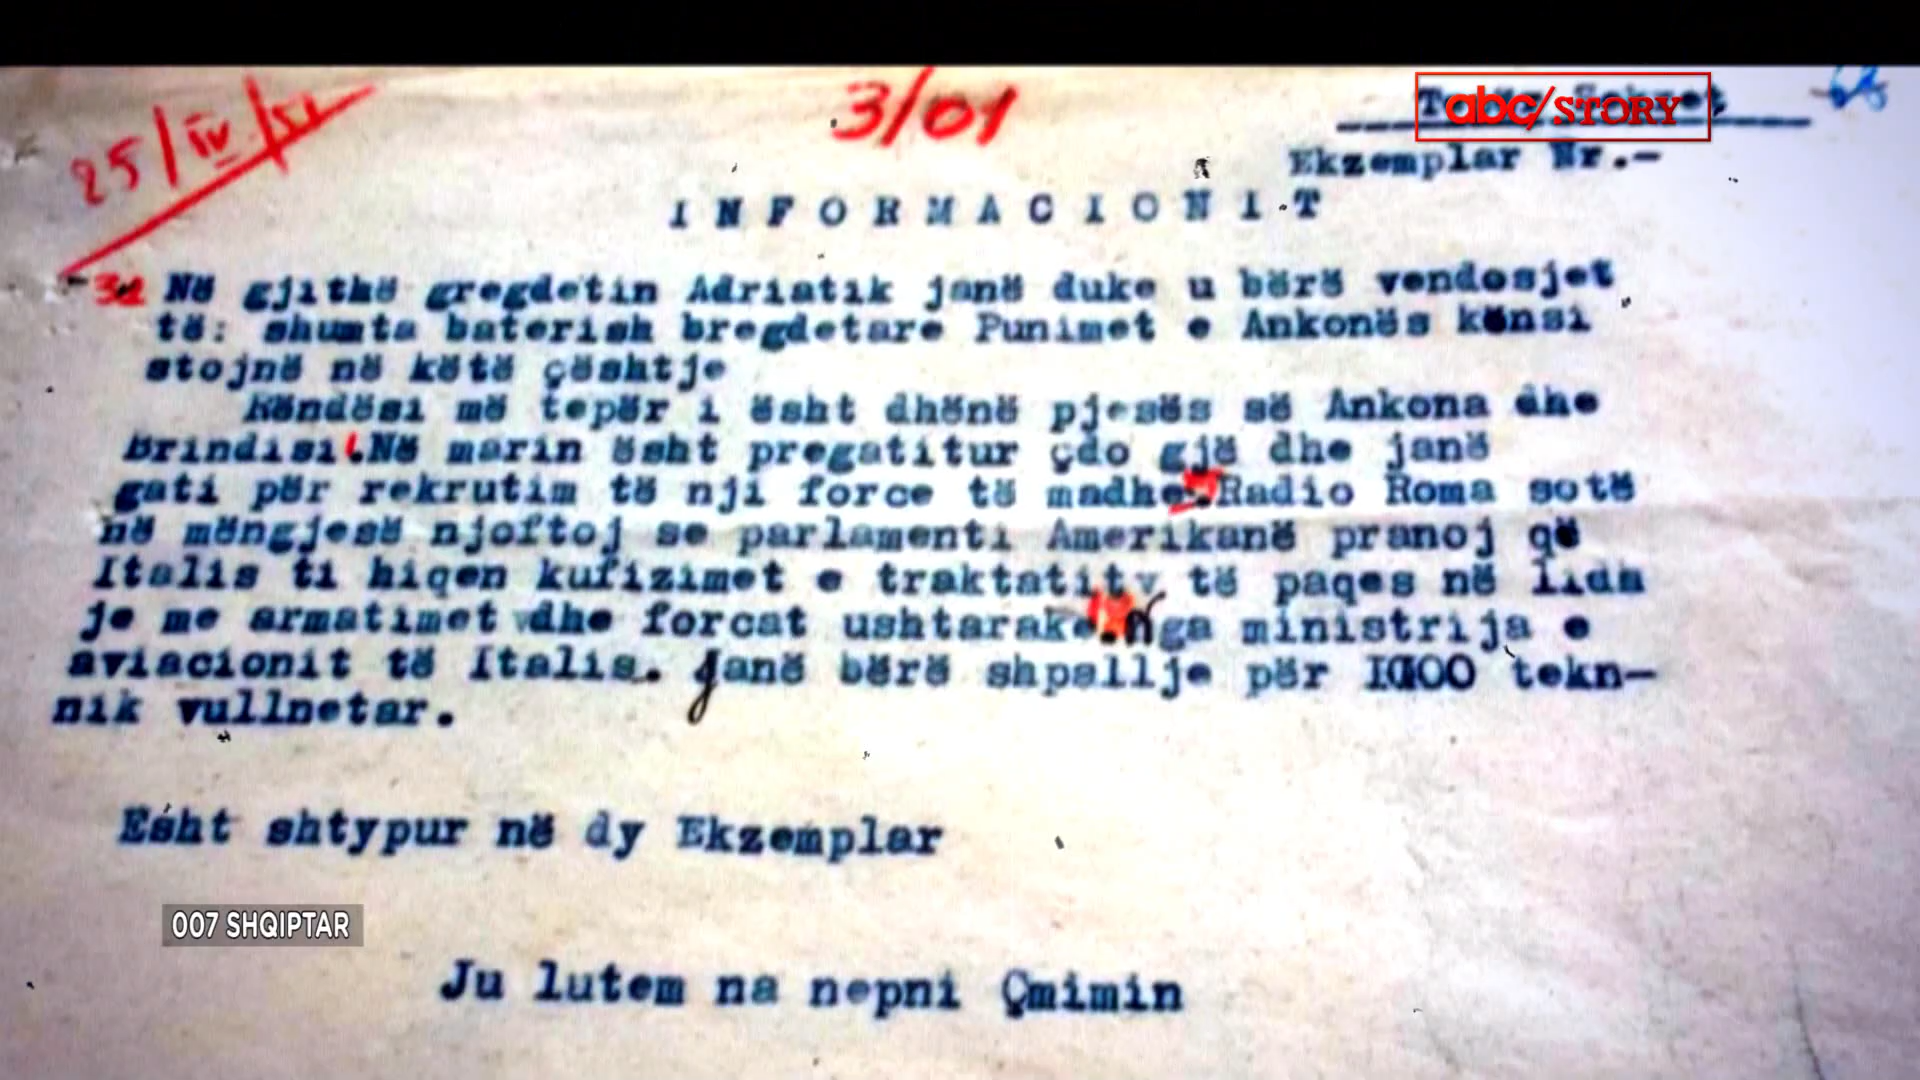 25/IV/51
3/01
abc/STORY
Ekzemplar Nr.-
INFORMACIONIT
Në gjithë gregdetin Adriatik janë duke u bërë vendosjet
të: shumta baterish bregdetare Punimet e Ankonës kënsi
stojnë në këtë çështje
Këndësi më tepër i ësht dhënë pjesës së Ankona dhe
Brindisi.Në marin ësht pregatitur çdo gjë dhe janë
gati për rekrutim të nji force të madhe.Radio Roma sotë
në mëngjesë njoftoj se parlamenti Amerikanë pranoj që
Italis ti hiqen kufizimet e traktatity të paqes në lidh
je me armatimet dhe forcat ushtarake.Nga ministrija e
aviacionit të Italis. Janë bërë shpallje për 1000 tekn-
nik vullnetar.
Esht shtypur në dy Ekzemplar
007 SHQIPTAR
Ju lutem na nepni Çmimin